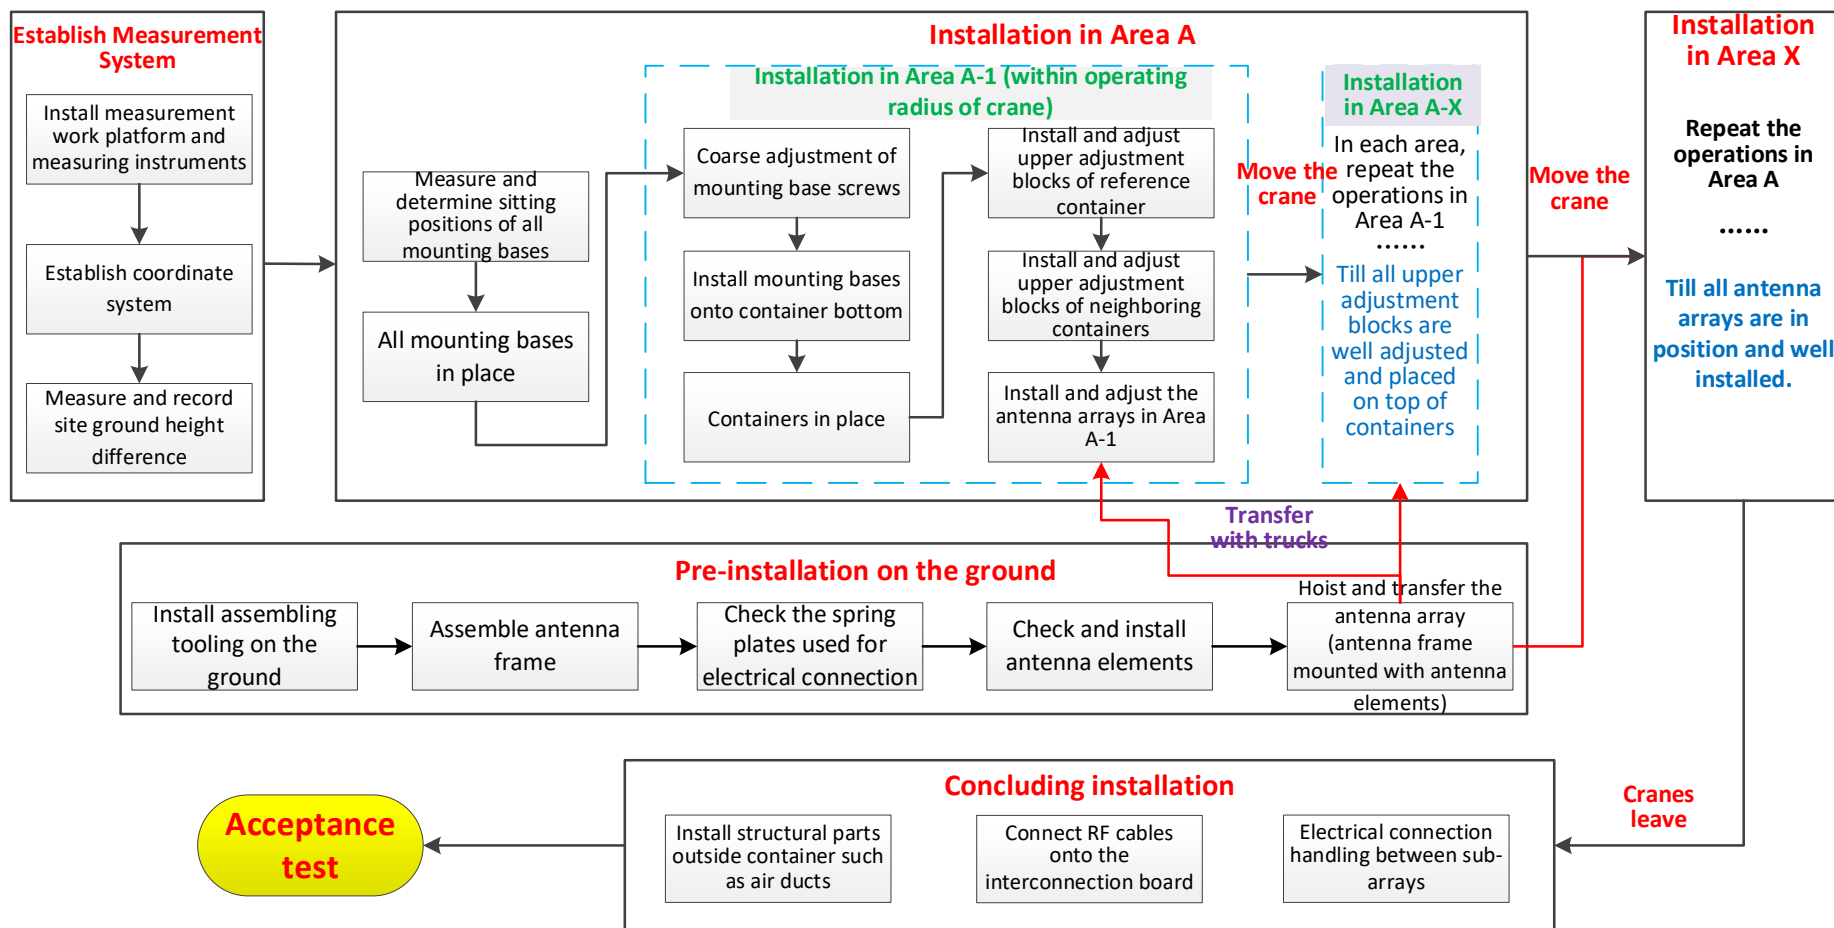 Establish Measurement
System
Install measurement
work platform and
measuring instruments
Establish coordinate
system
Measure and record
site ground height
difference
Installation in Area A
Measure and
determine sitting
positions of all
mounting bases
All mounting bases
in place
Installation in Area A-1 (within operating
radius of crane)
Coarse adjustment of
mounting base screws
Install mounting bases
onto container bottom
Containers in place
Install and adjust
upper adjustment
blocks of reference
container
Install and adjust
upper adjustment
blocks of neighboring
containers
Install and adjust the
antenna arrays in Area
A-1
Move the
crane
Installation
in Area A-X
In each area,
repeat the
operations in
Area A-1
......
Till all upper
adjustment
blocks are
well adjusted
and placed
on top of
containers
Move the
crane
Installation
in Area X
Repeat the
operations in
Area A
......
Till all antenna
arrays are in
position and well
installed.
Transfer
with trucks
Pre-installation on the ground
Install assembling
tooling on the
ground
Assemble antenna
frame
Check the spring
plates used for
electrical connection
Check and install
antenna elements
Hoist and transfer the
antenna array
(antenna frame
mounted with antenna
elements)
Cranes
leave
Concluding installation
Install structural parts
outside container such
as air ducts
Connect RF cables
onto the
interconnection board
Electrical connection
handling between sub-
arrays
Acceptance
test